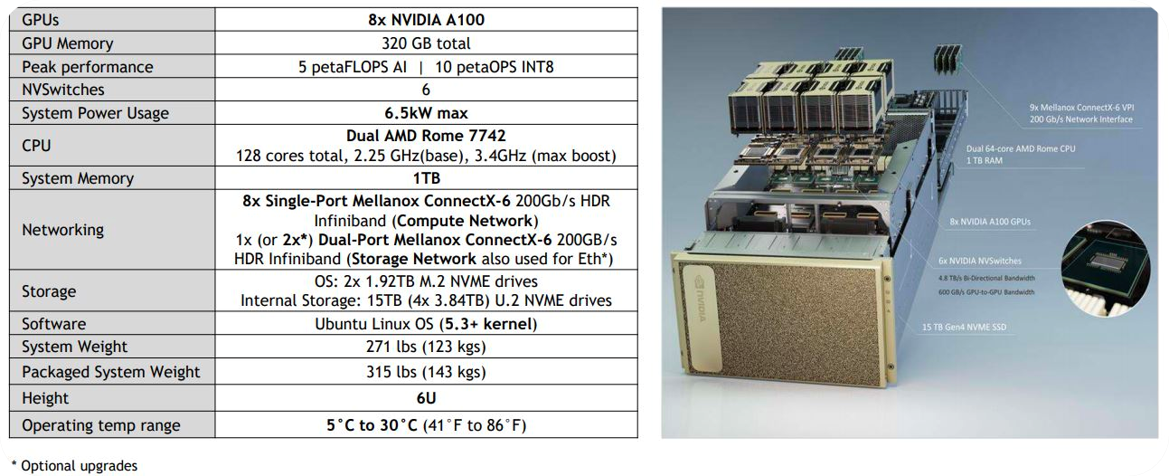 GPUs 8x NVIDIA A100
GPU Memory 320 GB total
Peak performance 5 petaFLOPS AI | 10 petaOPS INT8
NVSwitches 6
System Power Usage 6.5kW max
CPU Dual AMD Rome 7742
128 cores total, 2.25 GHz(base), 3.4GHz (max boost)
System Memory 1TB
Networking 8x Single-Port Mellanox ConnectX-6 200Gb/s HDR
Infiniband (Compute Network)
1x (or 2x*) Dual-Port Mellanox ConnectX-6 200GB/s
HDR Infiniband (Storage Network also used for Eth*)
Storage OS: 2x 1.92TB M.2 NVME drives
Internal Storage: 15TB (4x 3.84TB) U.2 NVME drives
Software Ubuntu Linux OS (5.3+ kernel)
System Weight 271 lbs (123 kgs)
Packaged System Weight 315 lbs (143 kgs)
Height 6U
Operating temp range 5°C to 30°C (41°F to 86°F)
* Optional upgrades
9x Mellanox ConnectX-6 VPI
200 Gb/s Network Interface
Dual 64-core AMD Rome CPU
1 TB RAM
8x NVIDIA A100 GPUs
6x NVIDIA NVSwitches
4.8 TB/s Bi-Directional Bandwidth
600 GB/s GPU-to-GPU Bandwidth
15 TB Gen4 NVME SSD
NVIDIA